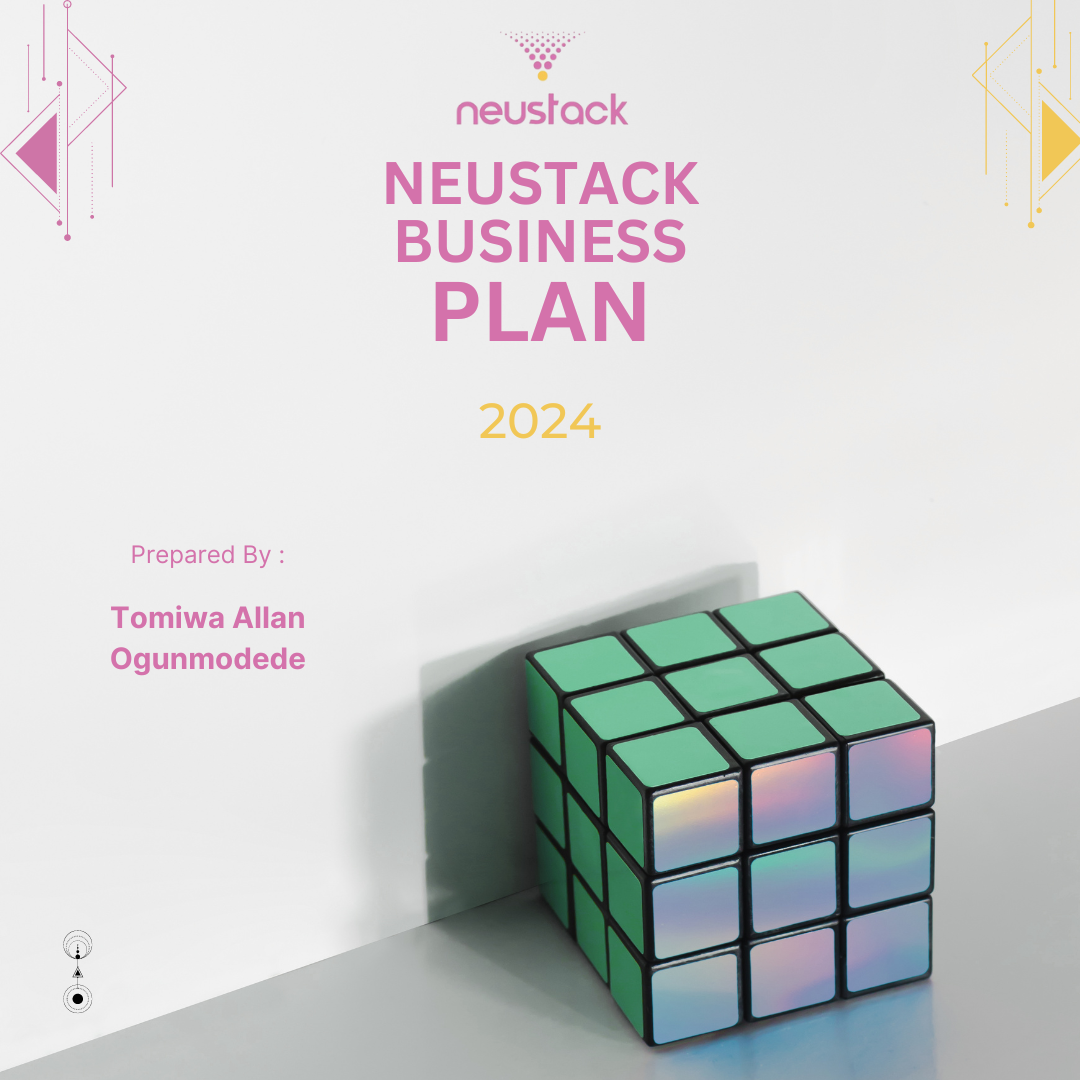 neustack
NEUSTACK
BUSINESS
PLAN
2024
Prepared By :
Tomiwa Allan
Ogunmodede